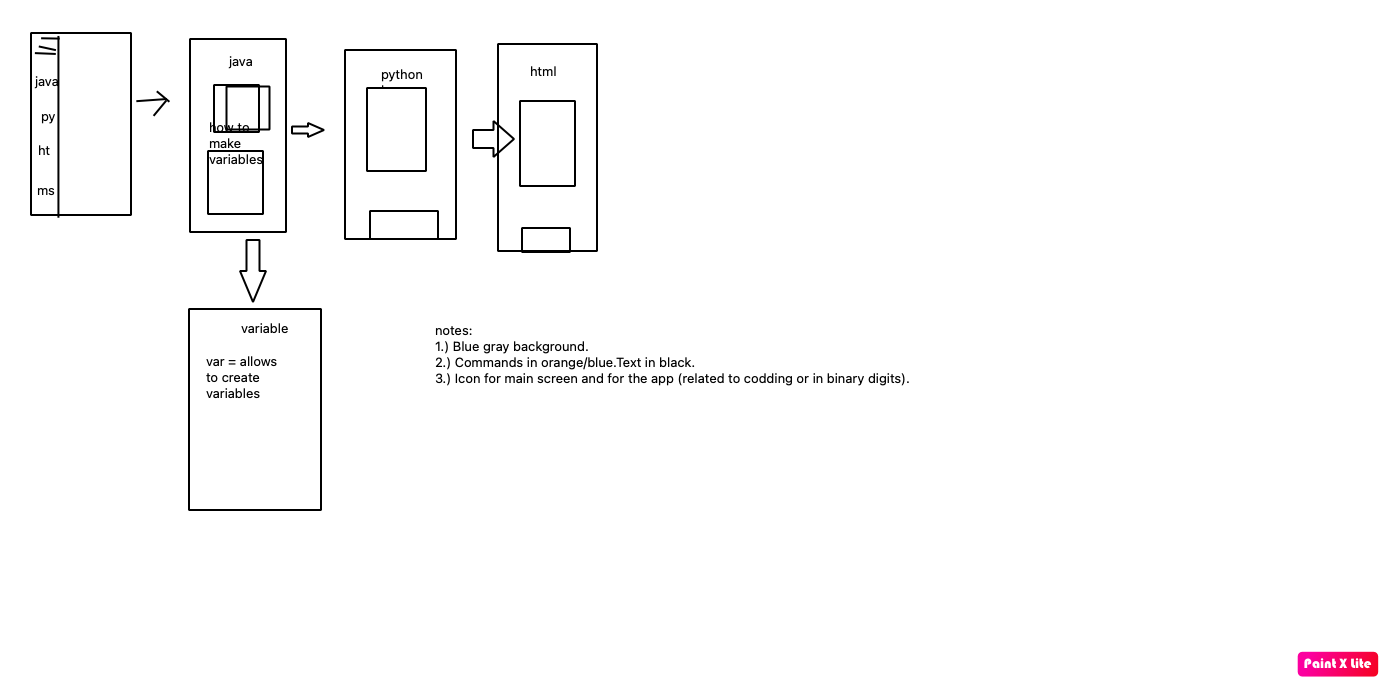 java
py
ht
ms
java
how to
make
variables
python
html
variable
var = allows
to create
variables
notes:
1.) Blue gray background.
2.) Commands in orange/blue.Text in black.
3.) Icon for main screen and for the app (related to codding or in binary digits).
Paint X Lite